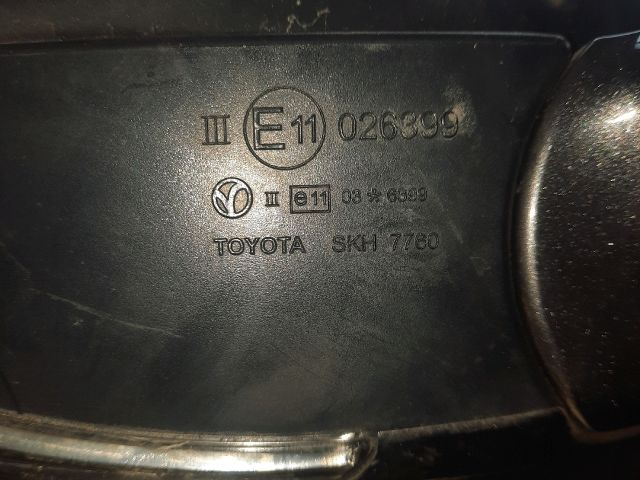 III E11 026399
II e11 03*6399
TOYOTA SKH 7760